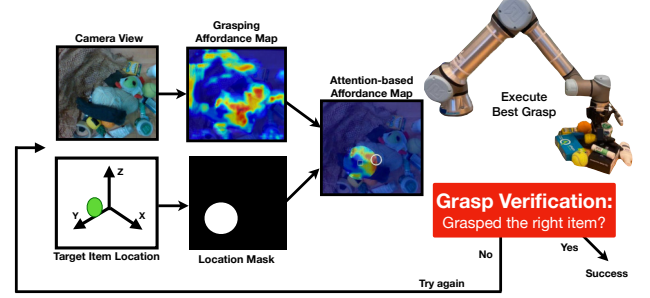 Camera View
Grasping
Affordance Map
Attention-based
Affordance Map
Execute
Best Grasp
Z
Y
X
Target Item Location
Location Mask
Grasp Verification:
Grasped the right item?
No
Yes
Success
Try again